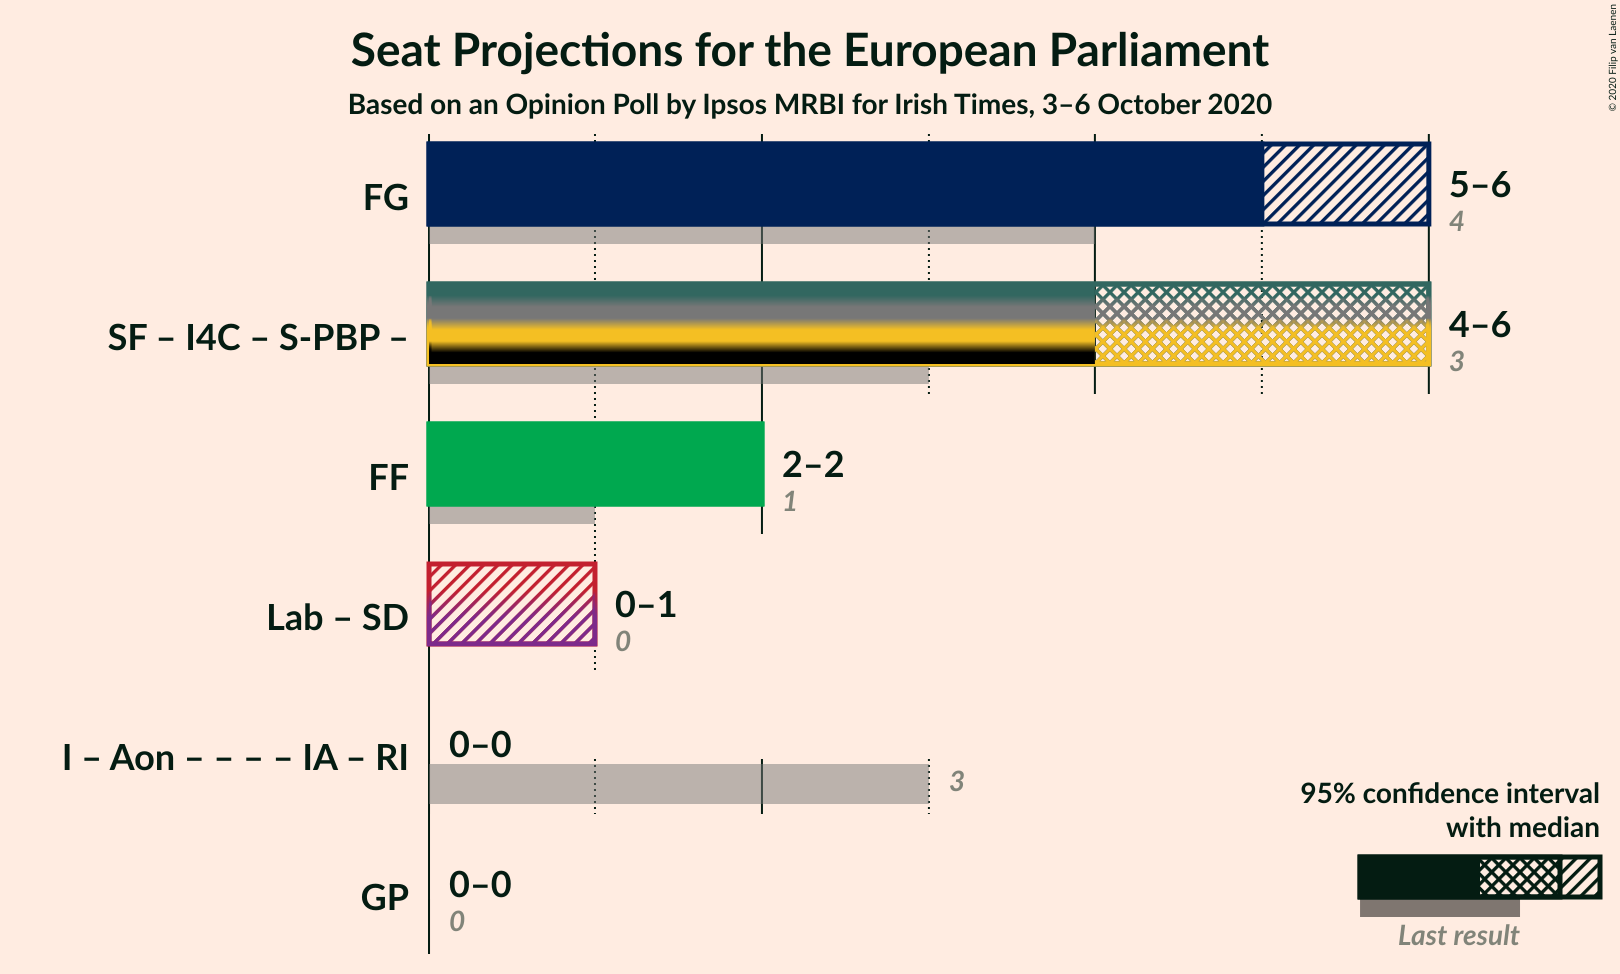 Seat Projections for the European Parliament
Based on an Opinion Poll by Ipsos MRBI for Irish Times, 3–6 October 2020
© 2020 Filip van Laenen
FG
5–6
4
SF – I4C – S-PBP –
4–6
3
FF
2–2
1
Lab – SD
0–1
0
I – Aon – – – – IA – RI
0–0
3
GP
0–0
0
95% confidence interval
with median
Last result